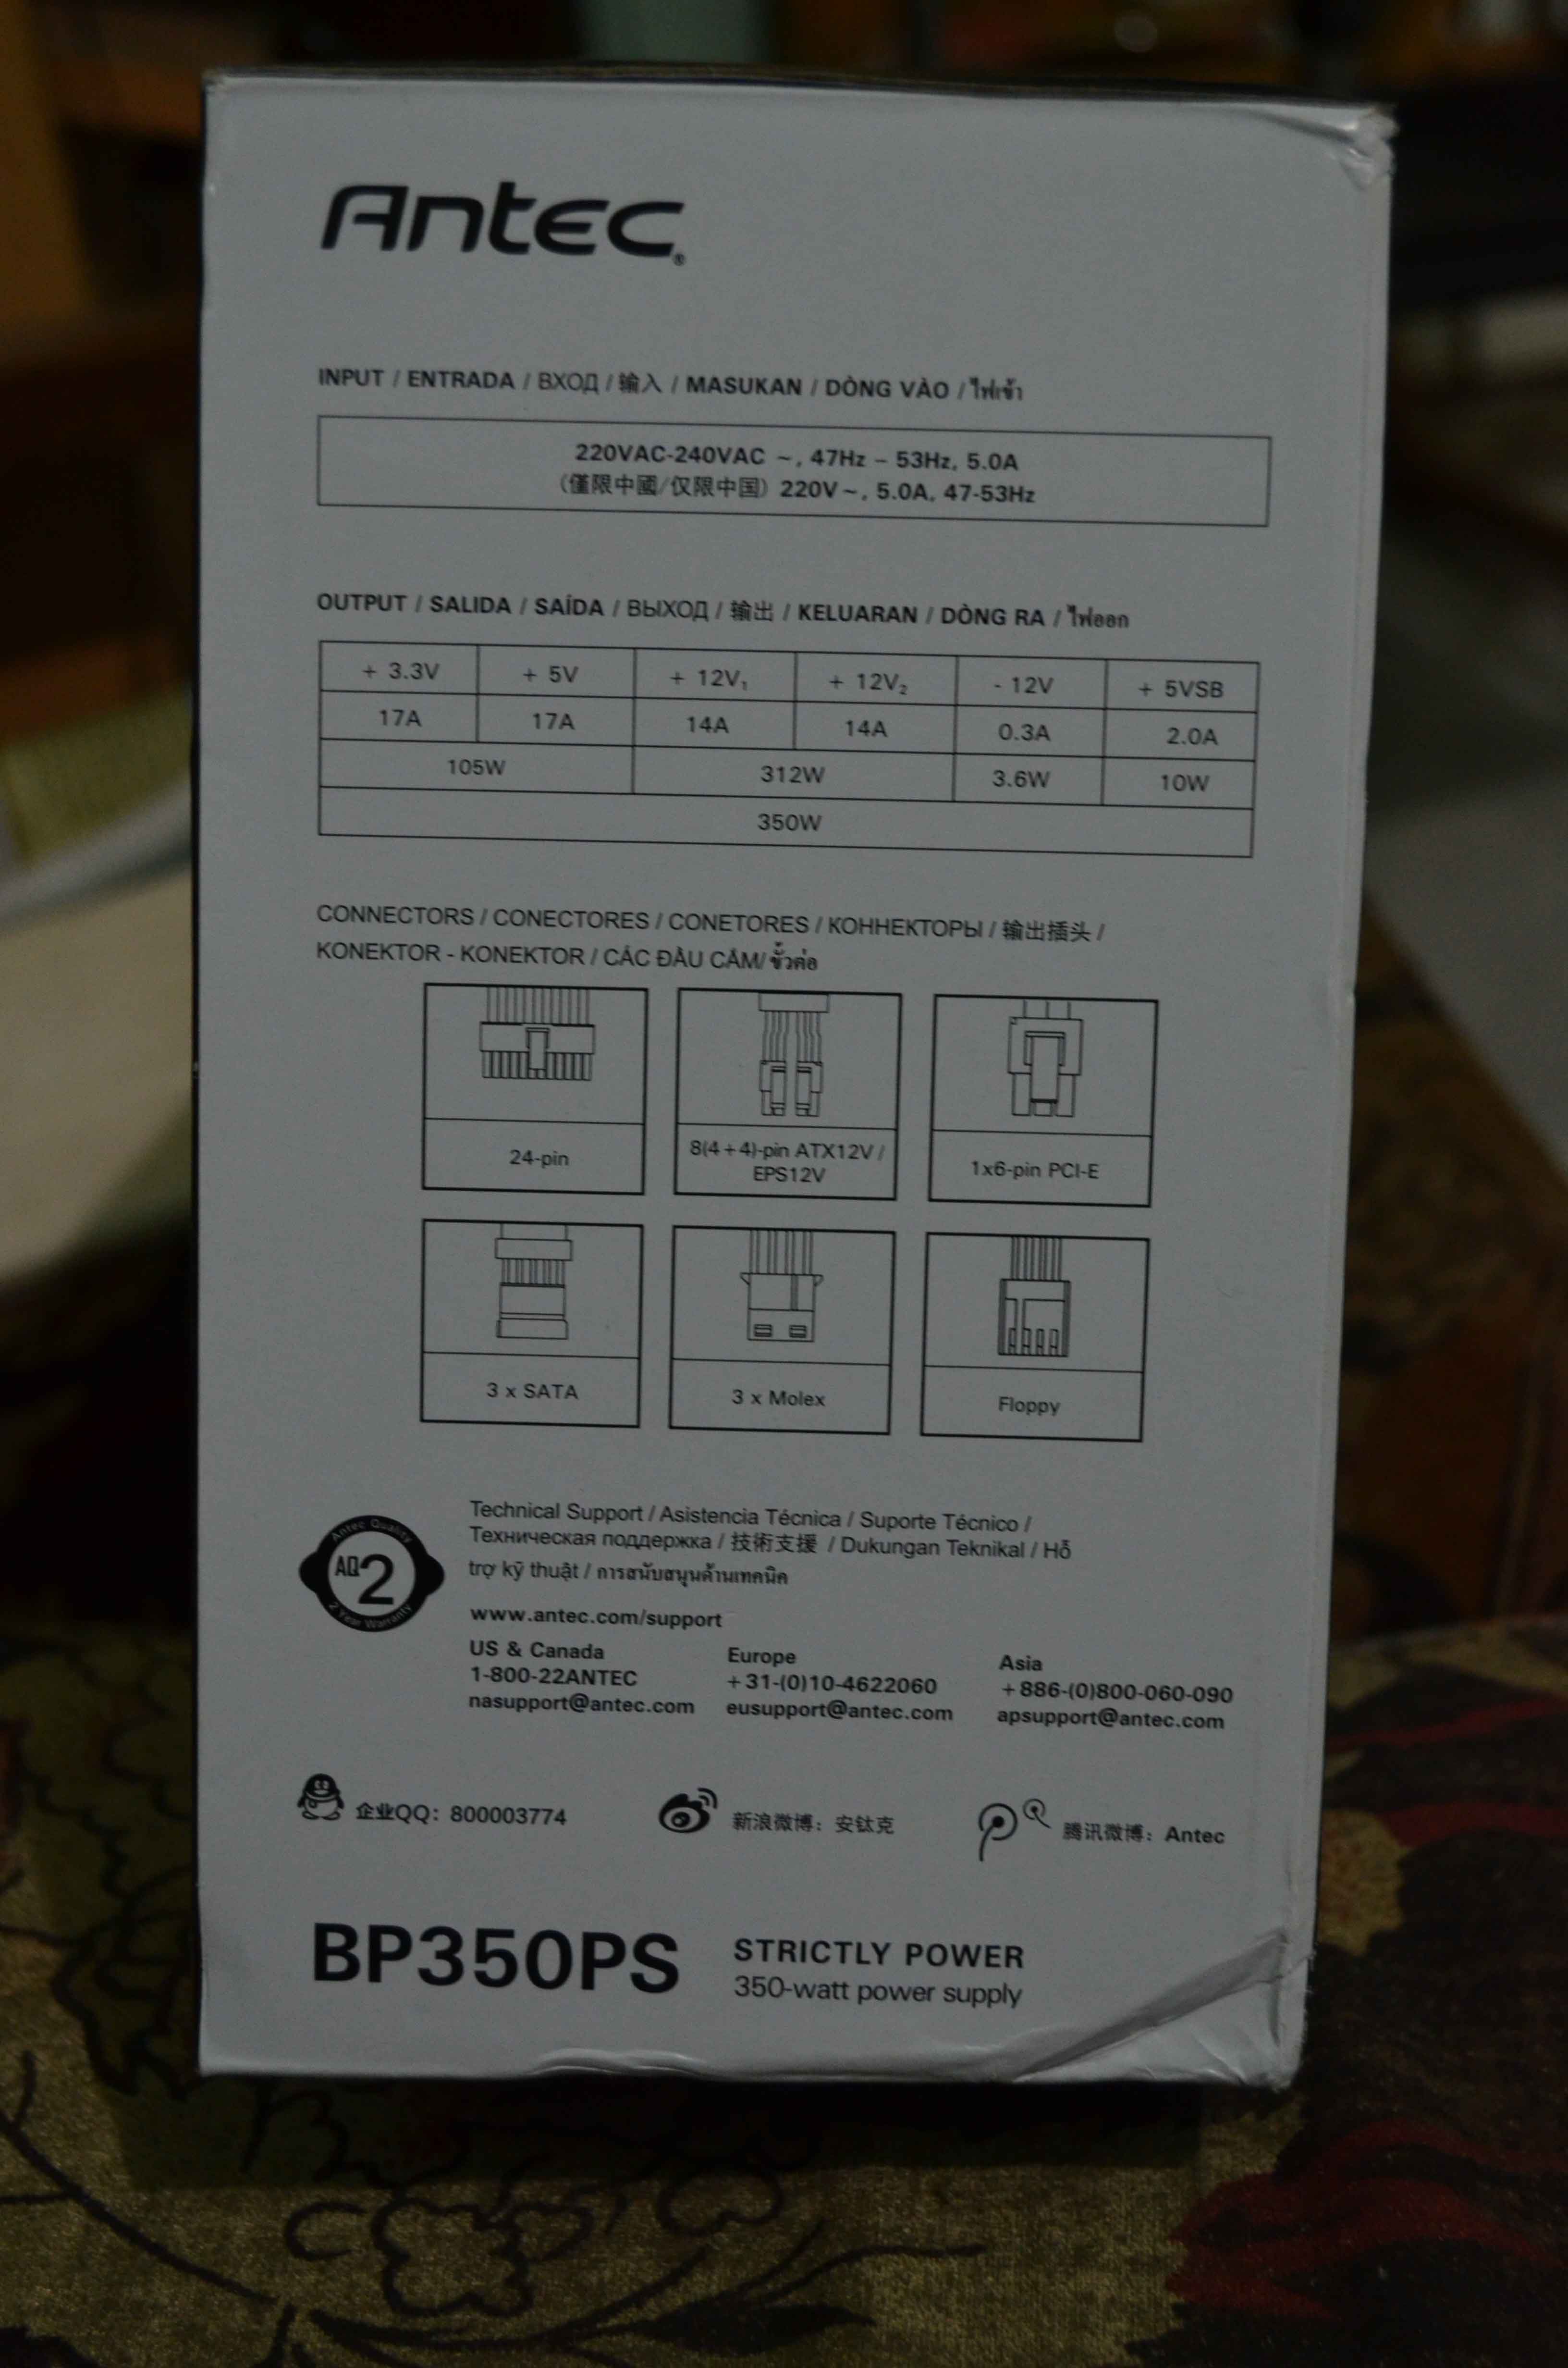 Antec®
INPUT / ENTRADA / ВХОД / 输入 / MASUKAN / DÒNG VÀO / ไฟเข้า
220VAC-240VAC ~, 47Hz – 53Hz, 5.0A
(僅限中國/仅限中国) 220V~, 5.0A, 47-53Hz
OUTPUT / SALIDA / SAÍDA / ВЫХОД / 输出 / KELUARAN / DÒNG RA / ไฟออก
+ 3.3V + 5V + 12V₁ + 12V₂ - 12V + 5VSB
17A 17A 14A 14A 0.3A 2.0A
105W 312W 3.6W 10W
350W
CONNECTORS / CONECTORES / CONETORES / КОННЕКТОРЫ / 输出插头 /
KONEKTOR - KONEKTOR / CÁC ĐẦU CẮM/ ขั้วต่อ
24-pin
8(4+4)-pin ATX12V /
EPS12V
1x6-pin PCI-E
3 x SATA
3 x Molex
Floppy
Antec Quality
AQ2
2 Year Warranty
Technical Support / Asistencia Técnica / Suporte Técnico /
Техническая поддержка / 技術支援 / Dukungan Teknikal / Hỗ
trợ kỹ thuật / การสนับสนุนด้านเทคนิค
www.antec.com/support
US & Canada
1-800-22ANTEC
nasupport@antec.com
Europe
+31-(0)10-4622060
eusupport@antec.com
Asia
+886-(0)800-060-090
apsupport@antec.com
企业QQ: 800003774
新浪微博: 安钛克
腾讯微博: Antec
BP350PS
STRICTLY POWER
350-watt power supply